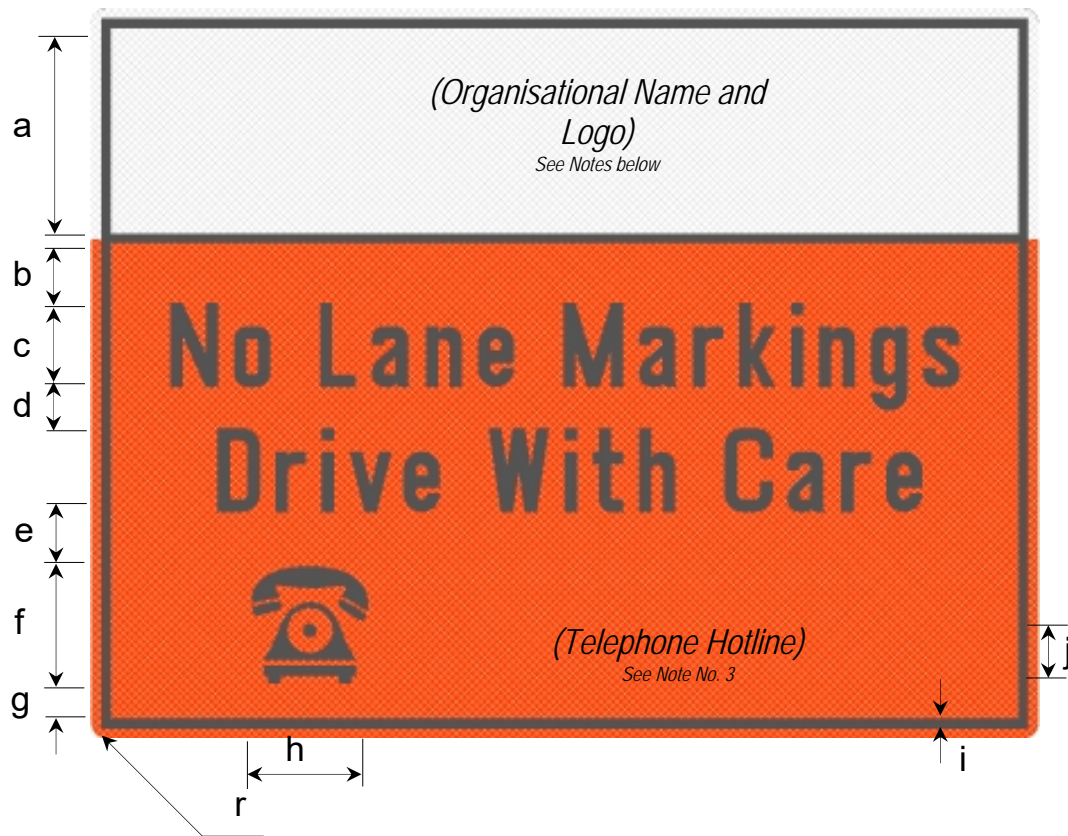 (Organisational Name and
Logo)
See Notes below
a
b
No Lane Markings
c
d
Drive With Care
e
f
(Telephone Hotline)
See Note No. 3
j
g
h
i
r